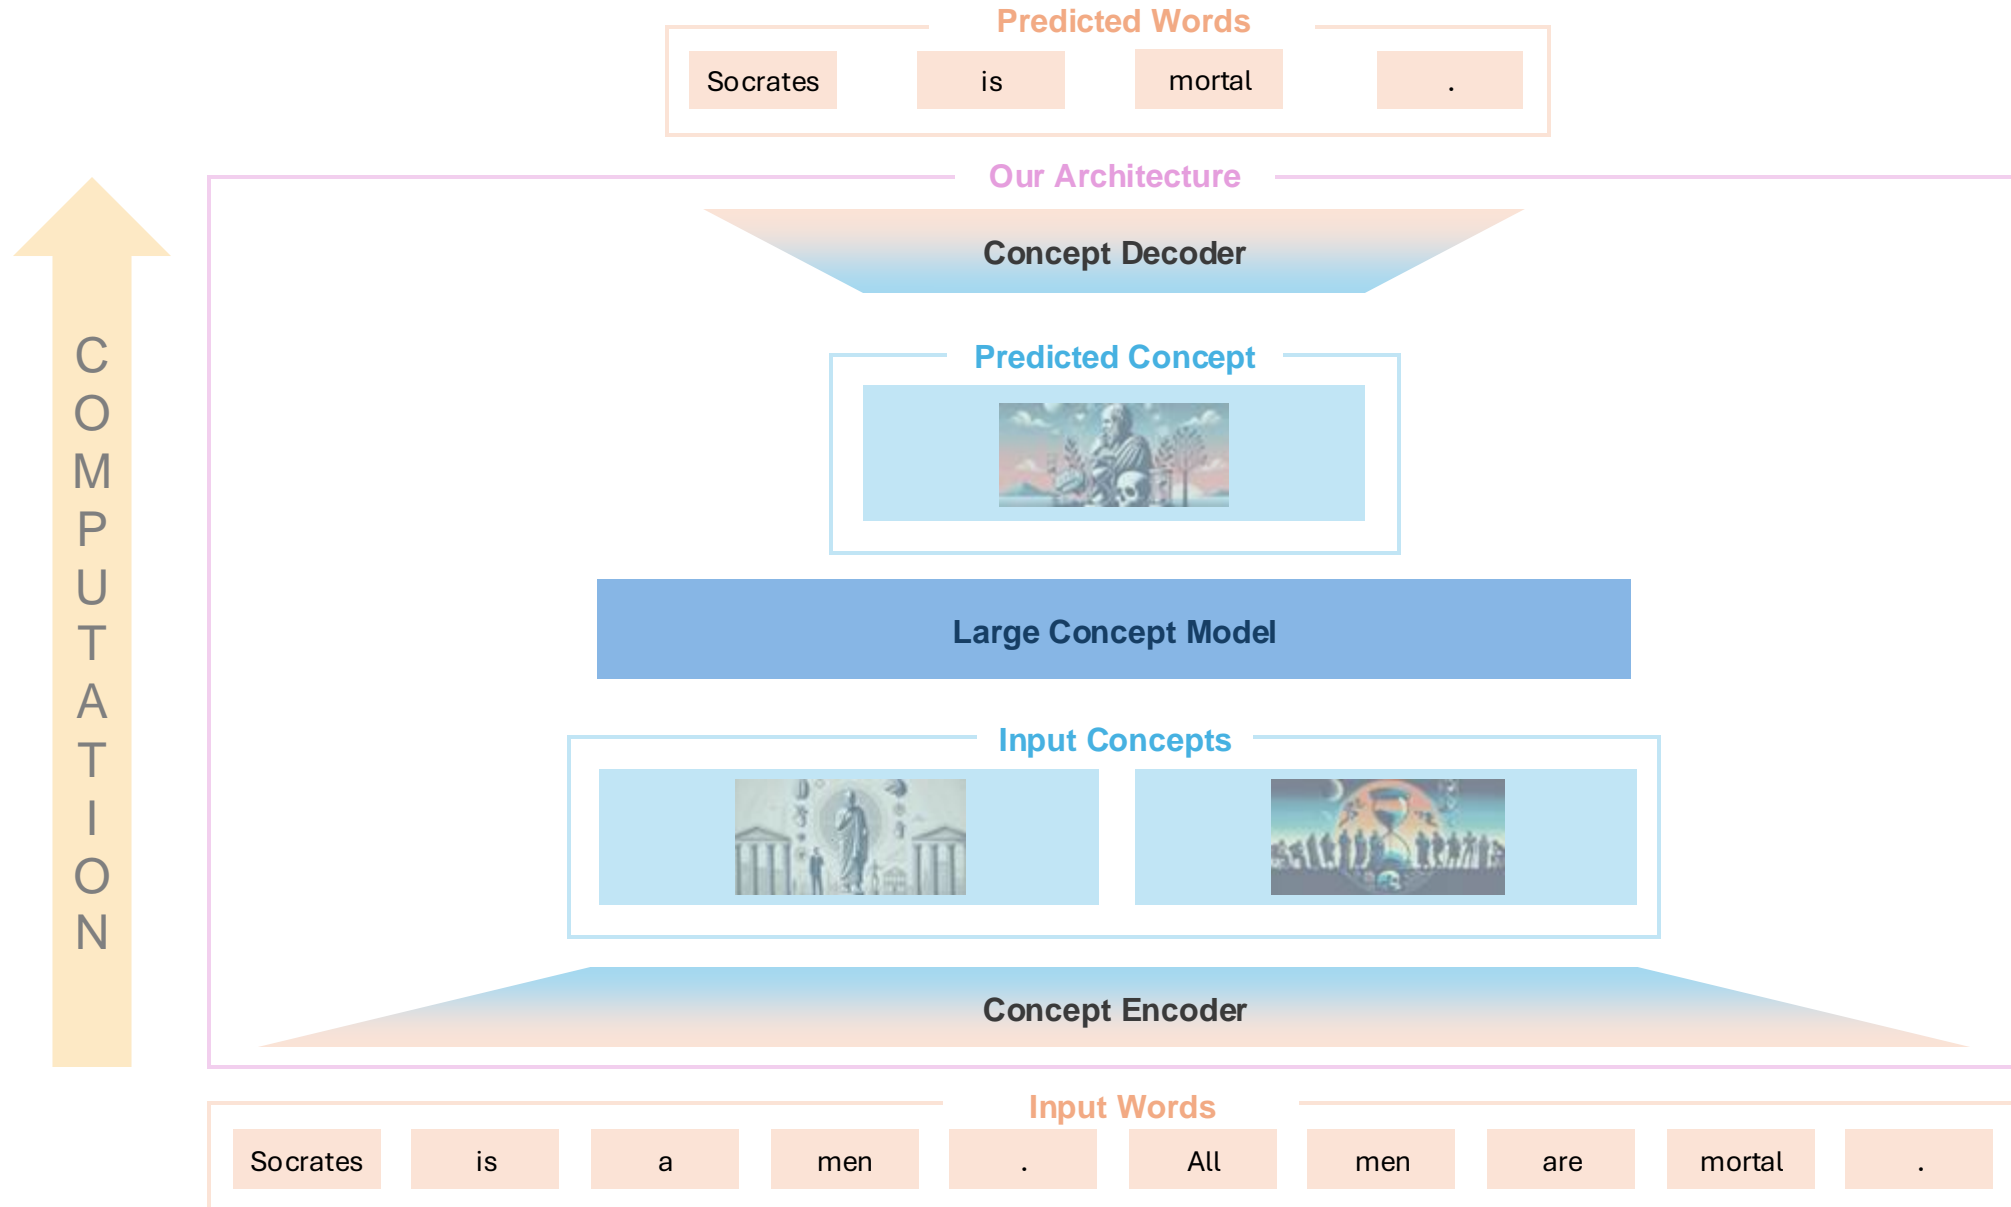 Predicted Words
Socrates is mortal .
Our Architecture
Concept Decoder
Predicted Concept
Large Concept Model
Input Concepts
Concept Encoder
Input Words
Socrates is a men . All men are mortal .
COMPUTATION